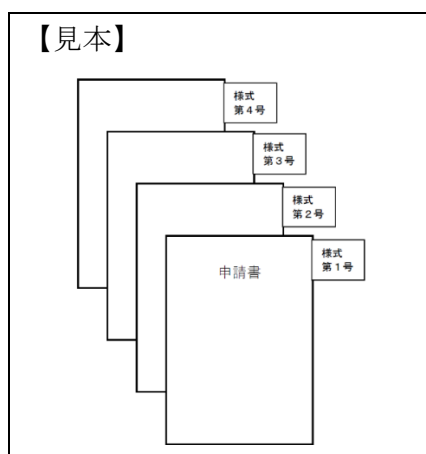 【見本】
様式
第４号
様式
第３号
様式
第２号
様式
第１号
申請書